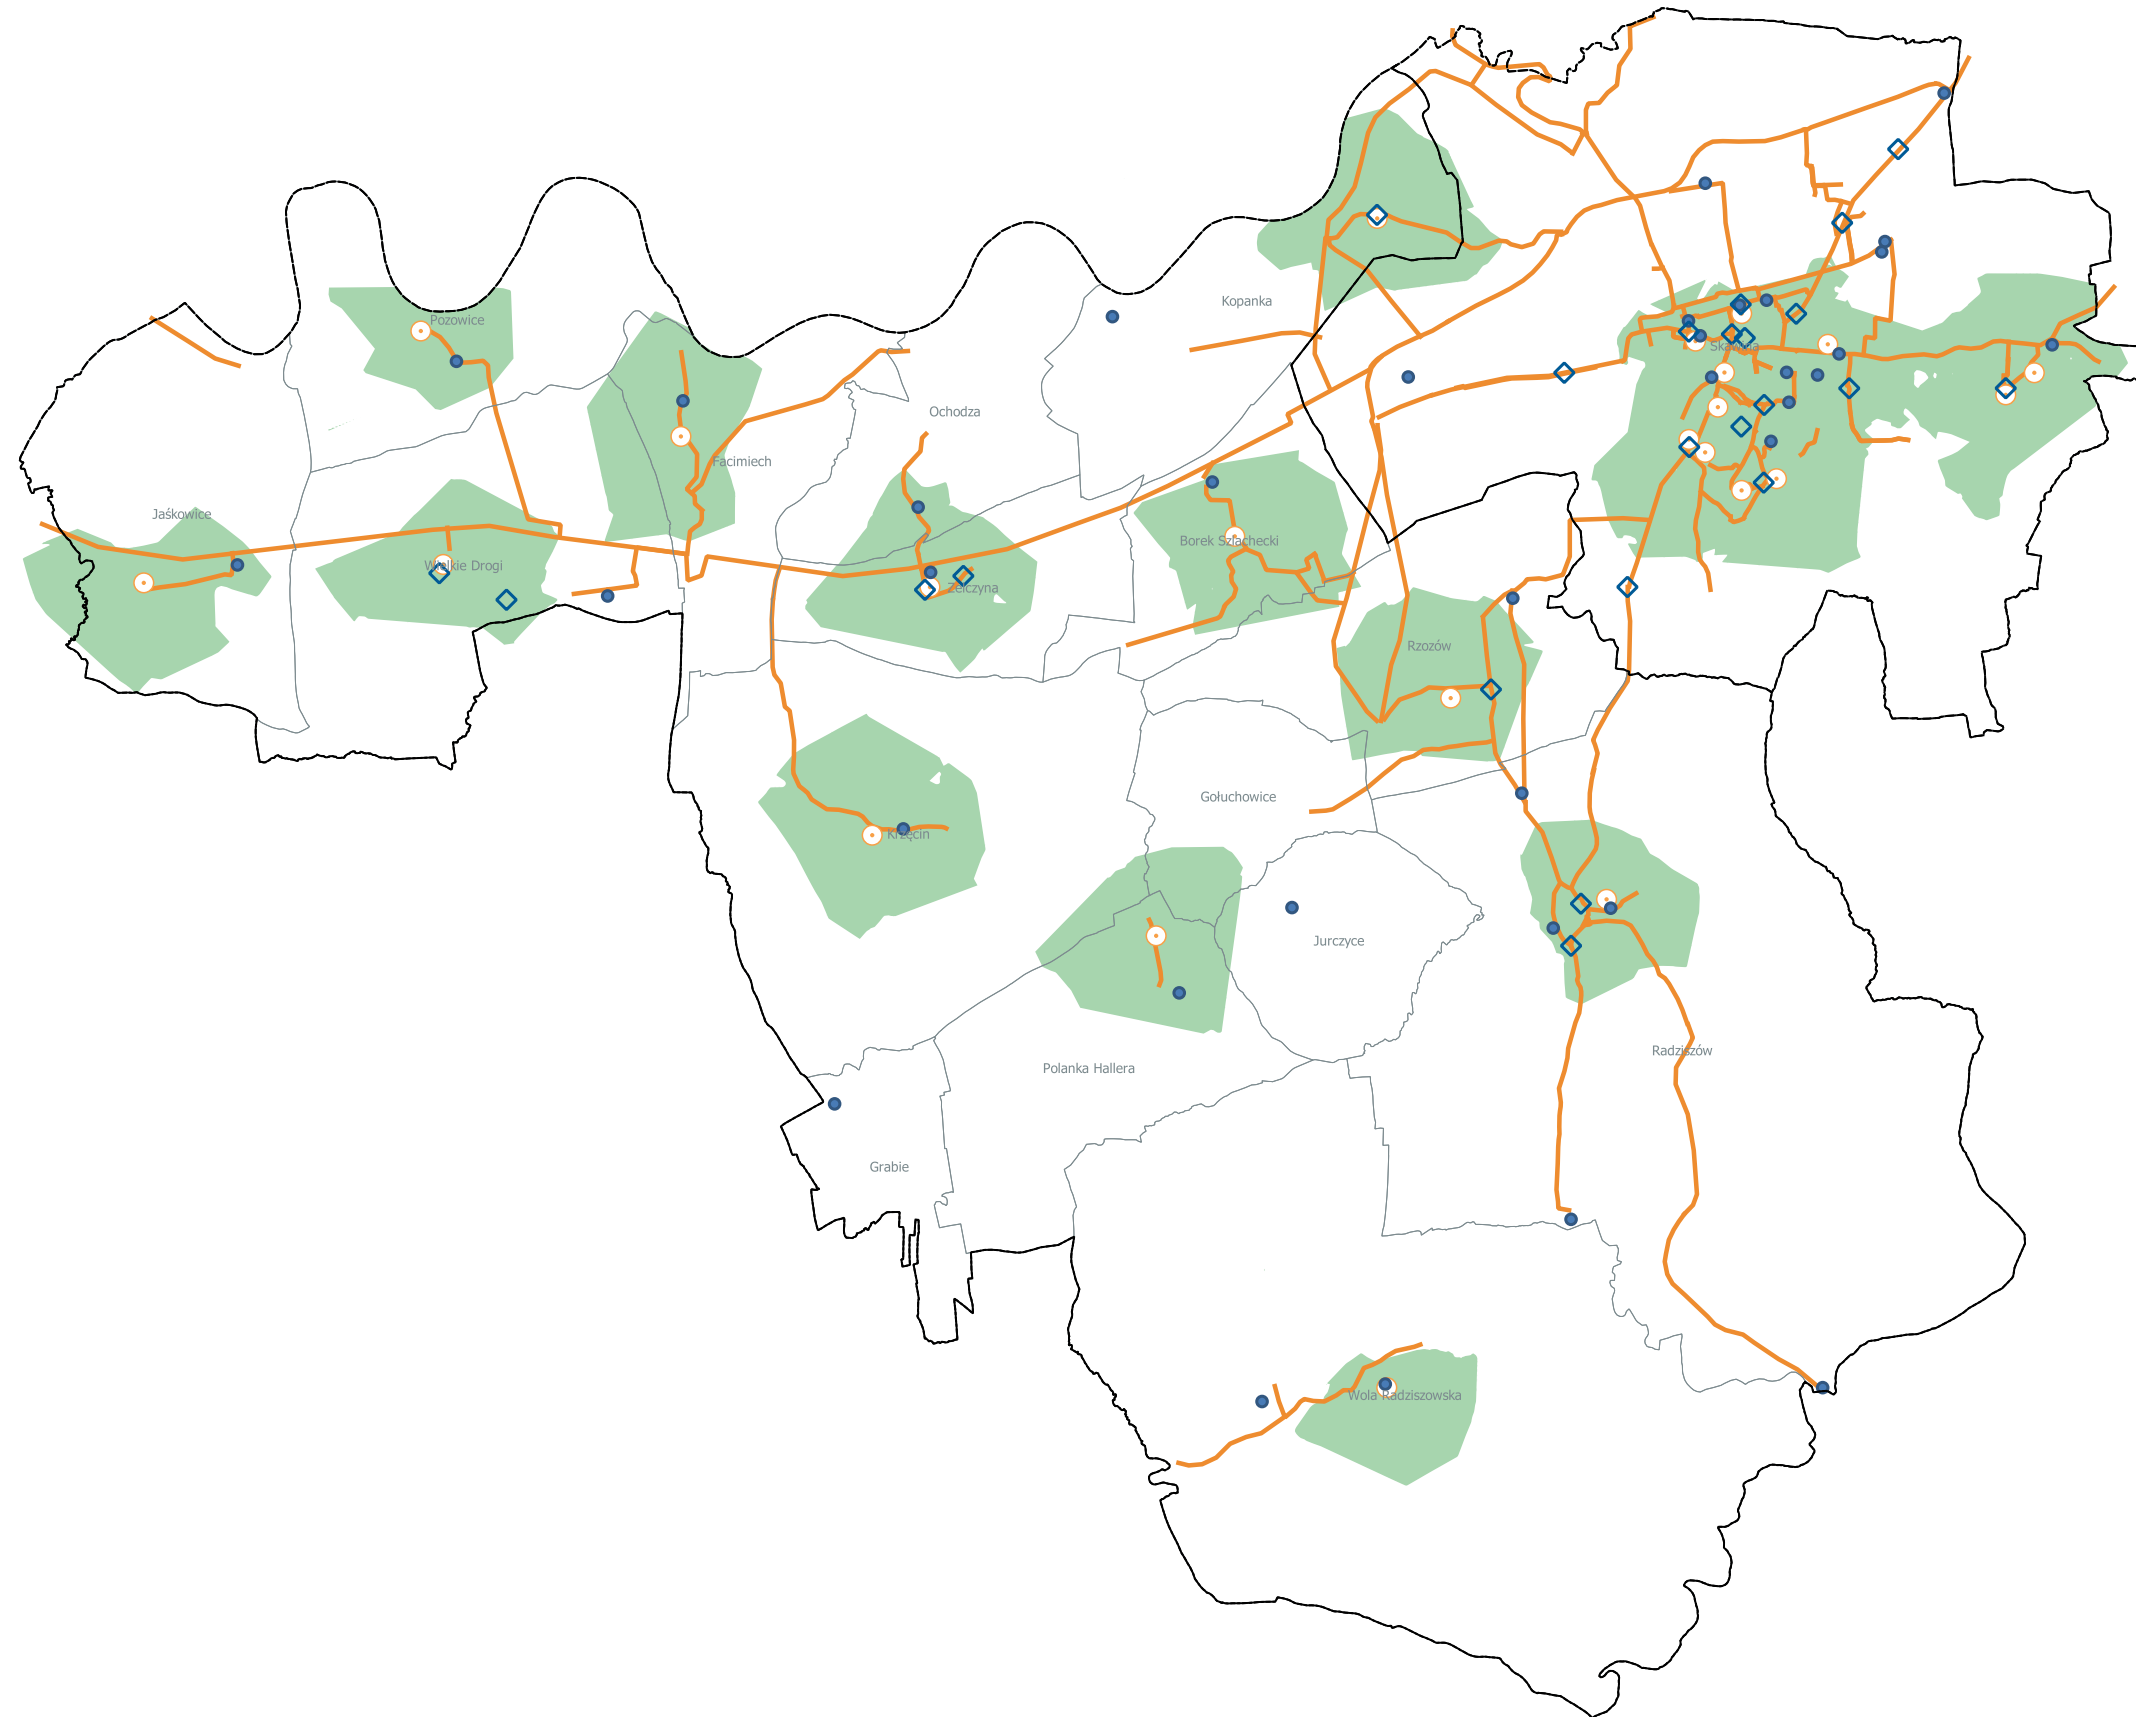 Kopanka
Pozowice
Skawina
Ochodza
Facimiech
Jaśkowice
Borek Szlachecki
Wielkie Drogi
Zelczyna
Rzozów
Gołuchowice
Krzęcin
Jurczyce
Radziszów
Polanka Hallera
Grabie
Wola Radziszowska